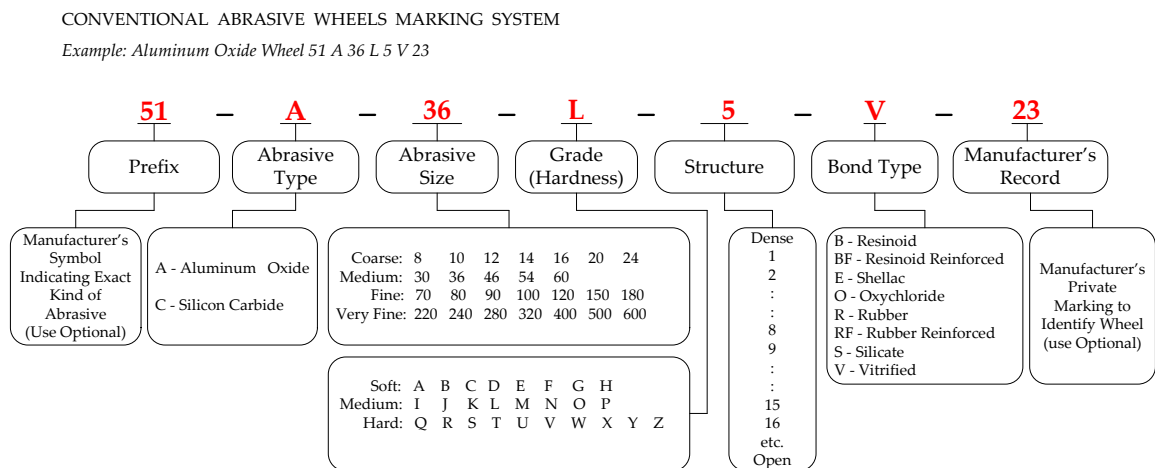 CONVENTIONAL ABRASIVE WHEELS MARKING SYSTEM
Example: Aluminum Oxide Wheel 51 A 36 L 5 V 23
51 – A – 36 – L – 5 – V – 23
Prefix
Abrasive
Type
Abrasive
Size
Grade
(Hardness)
Structure
Bond Type
Manufacturer's
Record
Manufacturer's
Symbol
Indicating Exact
Kind of
Abrasive
(Use Optional)
A - Aluminum Oxide
C - Silicon Carbide
Coarse: 8 10 12 14 16 20 24
Medium: 30 36 46 54 60
Fine: 70 80 90 100 120 150 180
Very Fine: 220 240 280 320 400 500 600
Soft: A B C D E F G H
Medium: I J K L M N O P
Hard: Q R S T U V W X Y Z
Dense
1
2
:
:
8
9
:
:
15
16
etc.
Open
B - Resinoid
BF - Resinoid Reinforced
E - Shellac
O - Oxychloride
R - Rubber
RF - Rubber Reinforced
S - Silicate
V - Vitrified
Manufacturer's
Private
Marking to
Identify Wheel
(use Optional)